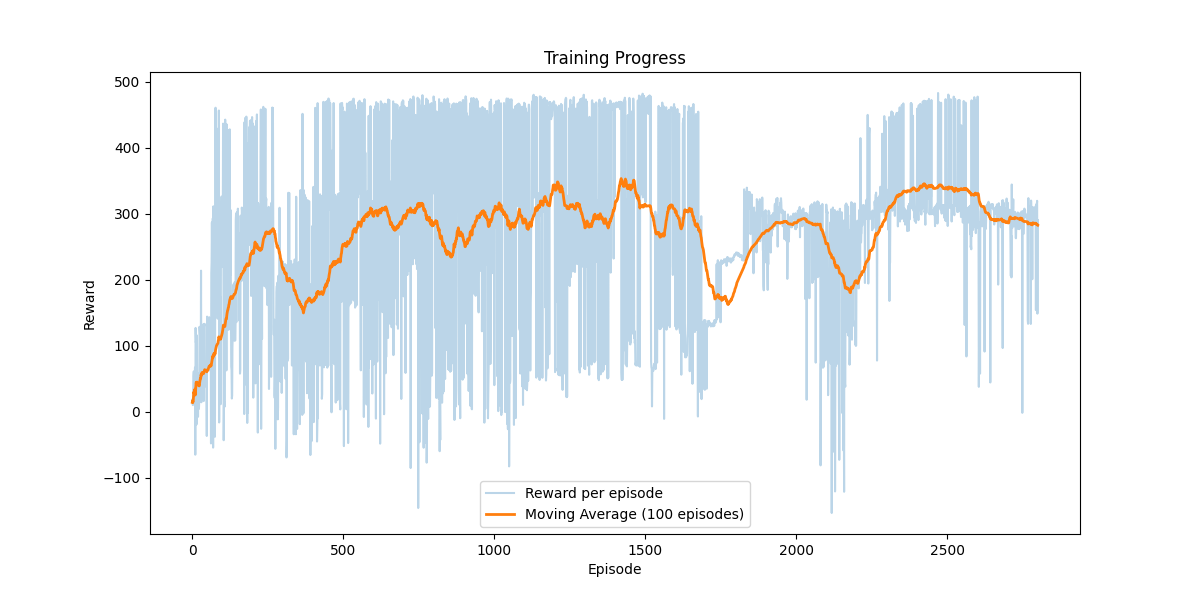 Training Progress
500
400
300
200
100
0
−100
Reward
Reward per episode
Moving Average (100 episodes)
0
500
1000
1500
2000
2500
Episode